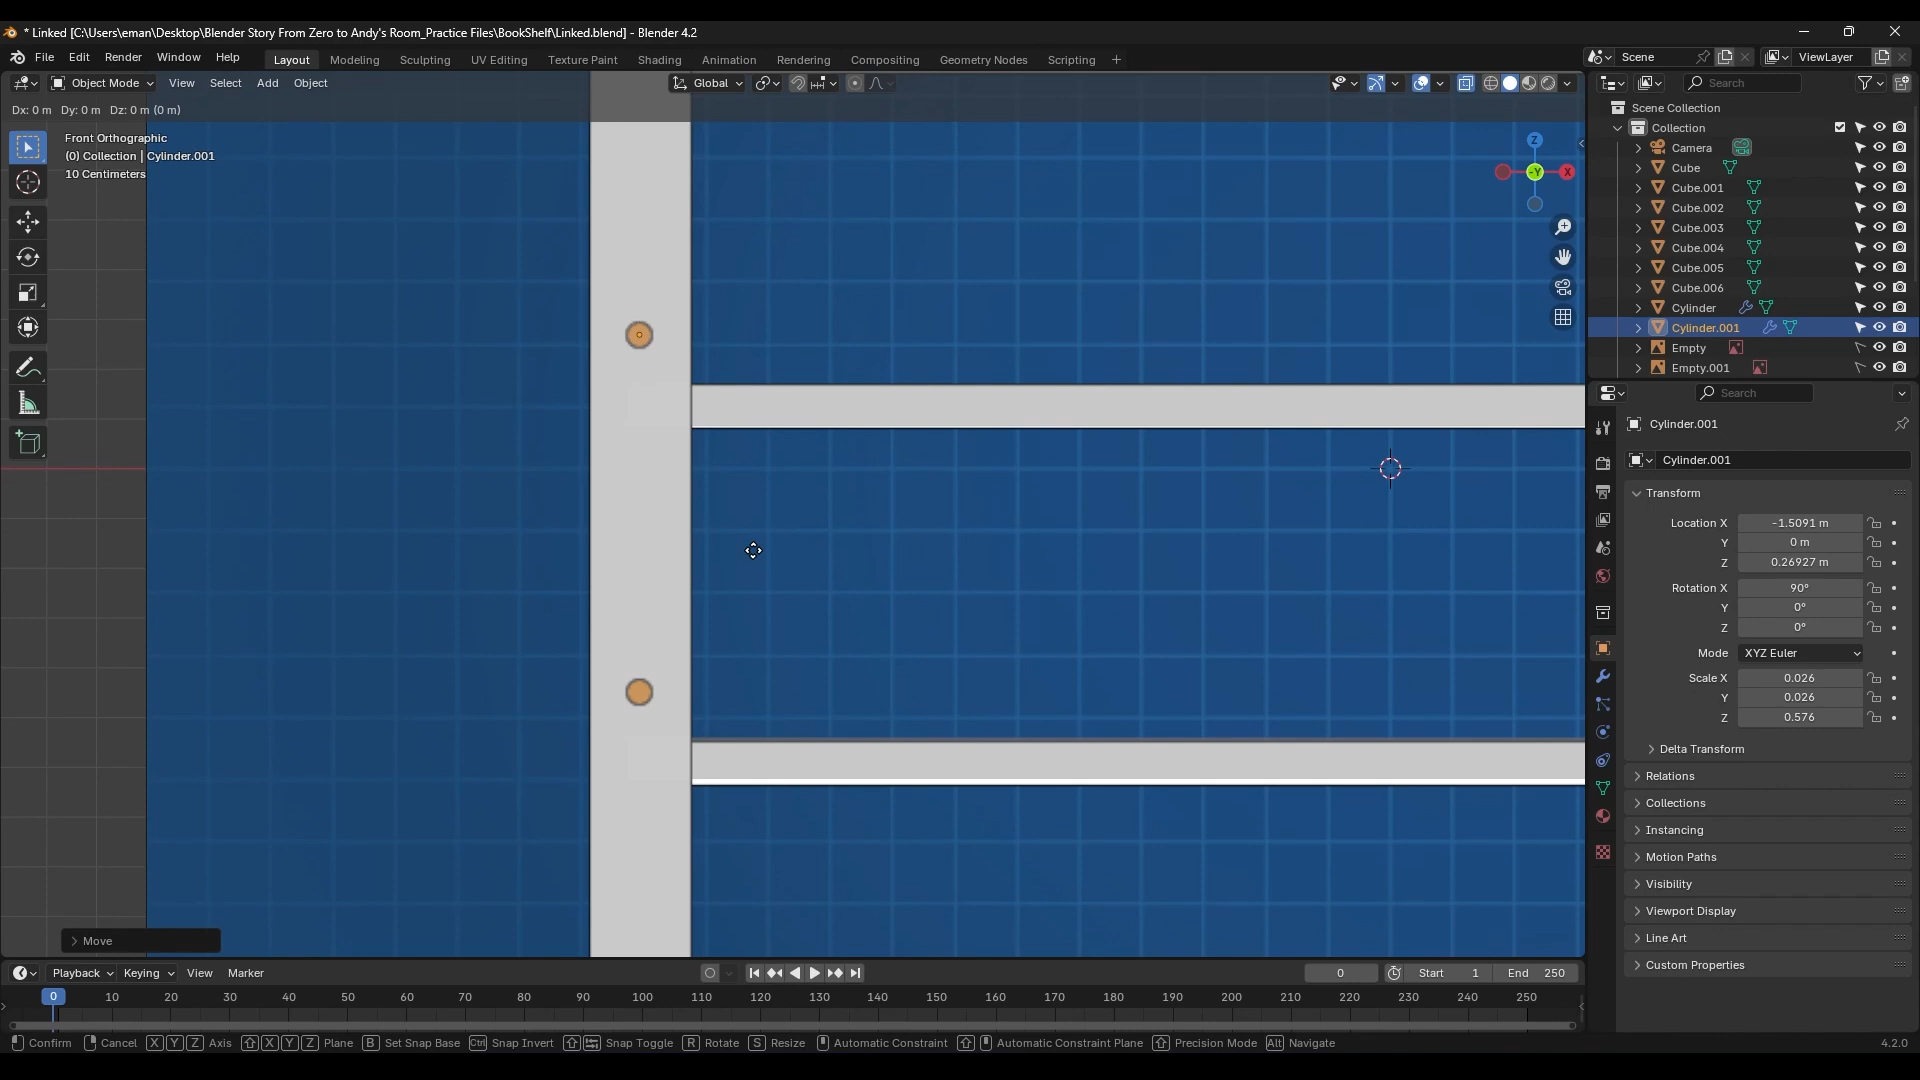 * Linked [C:\Users\eman\Desktop\Blender Story From Zero to Andy's Room_Practice Files\BookShelf\Linked.blend] - Blender 4.2
File Edit Render Window Help Layout Modeling Sculpting UV Editing Texture Paint Shading Animation Rendering Compositing Geometry Nodes Scripting + Scene ViewLayer
Object Mode View Select Add Object Global Search
Dx: 0 m Dy: 0 m Dz: 0 m (0 m)
Front Orthographic
(0) Collection | Cylinder.001
10 Centimeters
Z
-Y X
Scene Collection
Collection
Camera
Cube
Cube.001
Cube.002
Cube.003
Cube.004
Cube.005
Cube.006
Cylinder
Cylinder.001
Empty
Empty.001
Search
Cylinder.001
Cylinder.001
Transform
Location X -1.5091 m
Y 0 m
Z 0.26927 m
Rotation X 90°
Y 0°
Z 0°
Mode XYZ Euler
Scale X 0.026
Y 0.026
Z 0.576
Delta Transform
Relations
Collections
Instancing
Motion Paths
Visibility
Viewport Display
Line Art
Custom Properties
Move
Playback Keying View Marker 0 Start 1 End 250
0 10 20 30 40 50 60 70 80 90 100 110 120 130 140 150 160 170 180 190 200 210 220 230 240 250
Confirm Cancel X Y Z Axis X Y Z Plane B Set Snap Base Ctrl Snap Invert Snap Toggle R Rotate S Resize Automatic Constraint Automatic Constraint Plane Precision Mode Alt Navigate 4.2.0